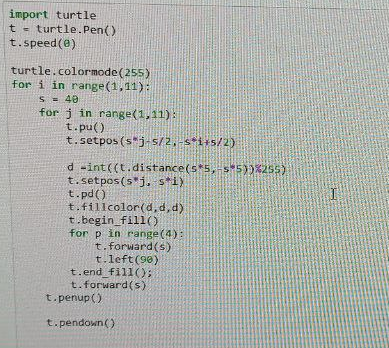 import turtle
t = turtle.Pen()
t.speed(0)
turtle.colormode(255)
for i in range(1,11):
s = 40
for j in range(1,11):
t.pu()
t.setpos(s*j-s/2,-s*i+s/2)
d =int((t.distance(s*5,-s*5))%255)
t.setpos(s*j, s*i)
t.pd()
t.fillcolor(d,d,d)
t.begin_fill()
for p in range(4):
t.forward(s)
t.left(90)
t.end_fill();
t.forward(s)
t.penup()
t.pendown()